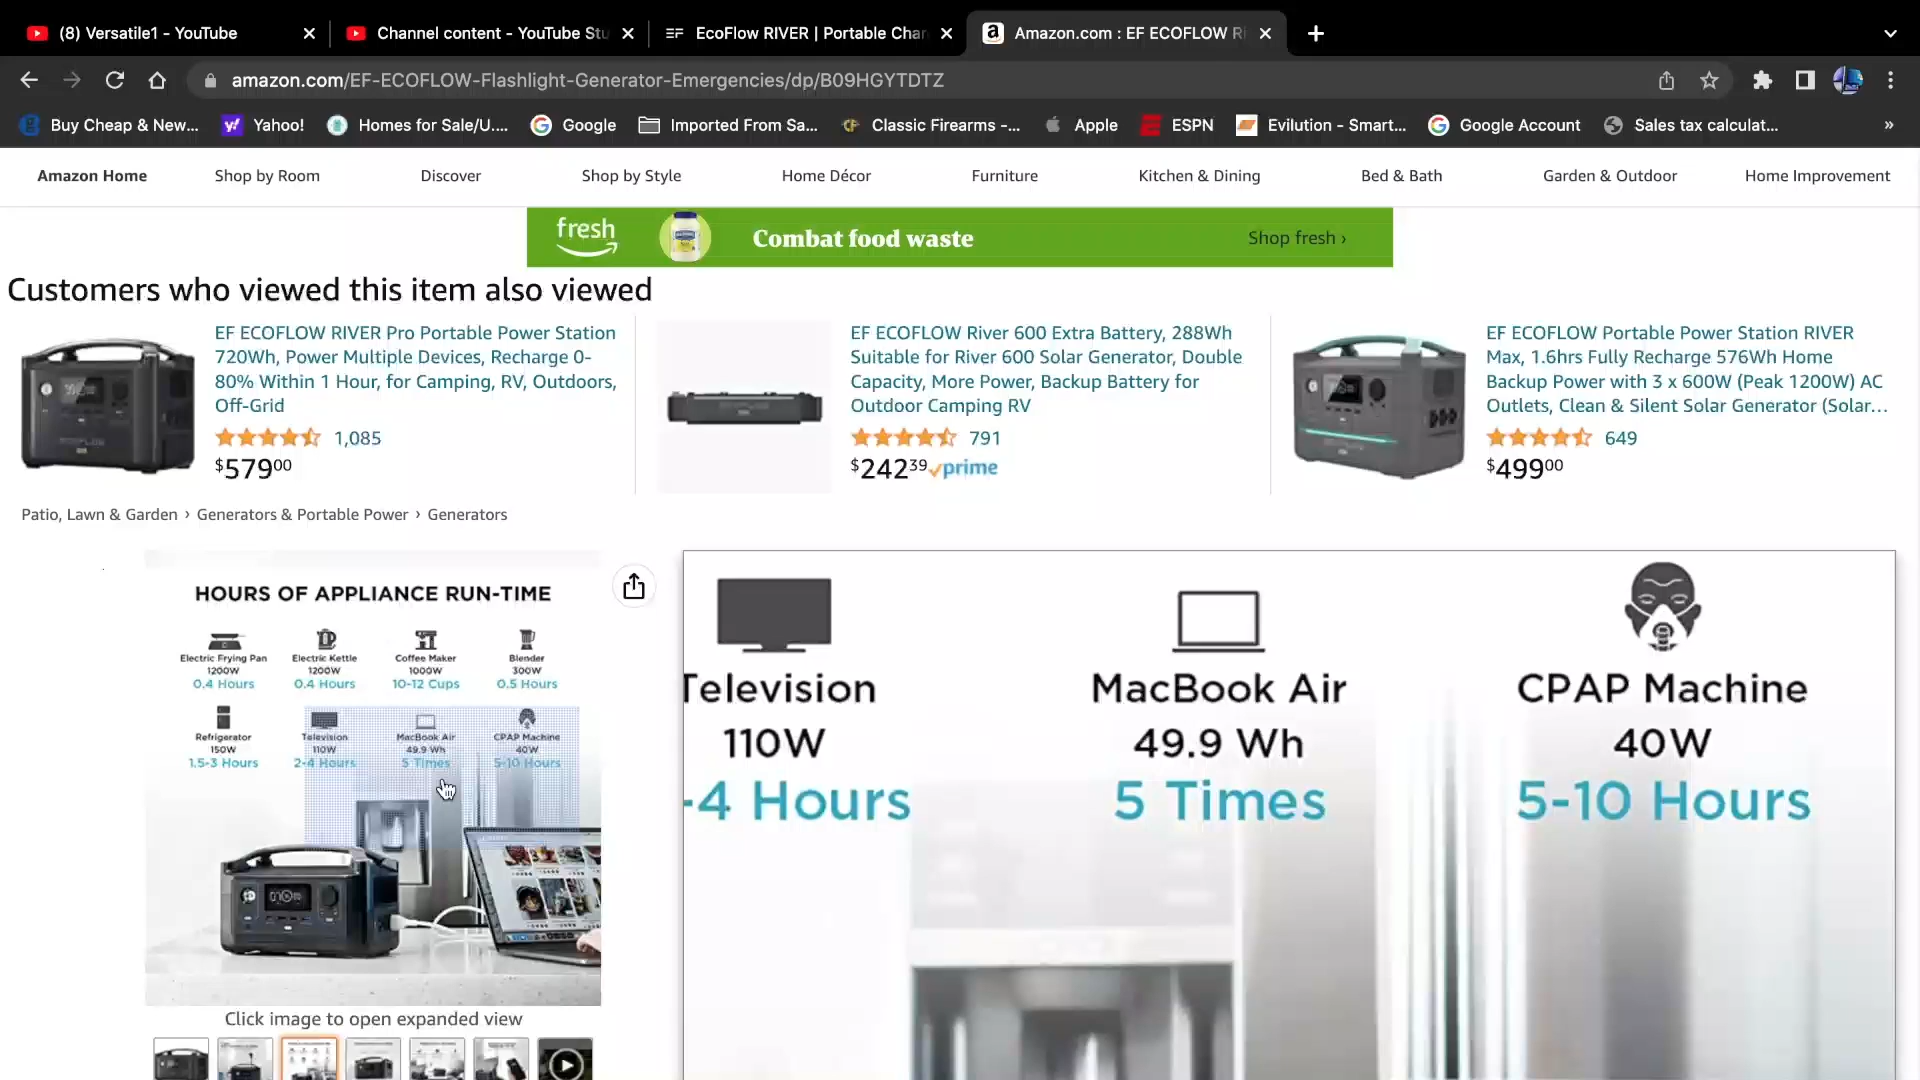 (8) Versatile1 - YouTube
Channel content - YouTube Stu
EcoFlow RIVER | Portable Char
Amazon.com : EF ECOFLOW RI
amazon.com/EF-ECOFLOW-Flashlight-Generator-Emergencies/dp/B09HGYTDTZ
Buy Cheap & New...
Yahoo!
Homes for Sale/U....
Google
Imported From Sa...
Classic Firearms -...
Apple
ESPN
Evilution - Smart...
Google Account
Sales tax calculat...
»
Amazon Home
Shop by Room
Discover
Shop by Style
Home Décor
Furniture
Kitchen & Dining
Bed & Bath
Garden & Outdoor
Home Improvement
fresh
Combat food waste
Shop fresh ›
Customers who viewed this item also viewed
EF ECOFLOW RIVER Pro Portable Power Station
720Wh, Power Multiple Devices, Recharge 0-
80% Within 1 Hour, for Camping, RV, Outdoors,
Off-Grid
1,085
$579.00
EF ECOFLOW River 600 Extra Battery, 288Wh
Suitable for River 600 Solar Generator, Double
Capacity, More Power, Backup Battery for
Outdoor Camping RV
791
$242.39 prime
EF ECOFLOW Portable Power Station RIVER
Max, 1.6hrs Fully Recharge 576Wh Home
Backup Power with 3 x 600W (Peak 1200W) AC
Outlets, Clean & Silent Solar Generator (Solar...
649
$499.00
Patio, Lawn & Garden › Generators & Portable Power › Generators
HOURS OF APPLIANCE RUN-TIME
Electric Frying Pan
1200W
0.4 Hours
Electric Kettle
1200W
0.4 Hours
Coffee Maker
1000W
10-12 Cups
Blender
300W
0.5 Hours
Refrigerator
150W
1.5-3 Hours
Television
110W
2-4 Hours
MacBook Air
49.9 Wh
5 Times
CPAP Machine
40W
5-10 Hours
Click image to open expanded view
Television
110W
-4 Hours
MacBook Air
49.9 Wh
5 Times
CPAP Machine
40W
5-10 Hours